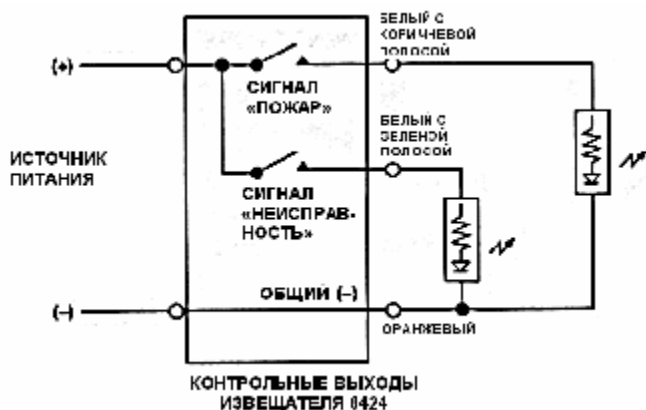 БЕЛЫЙ С
КОРИЧНЕВОЙ
ПОЛОСОЙ
(+)
СИГНАЛ
«ПОЖАР»
БЕЛЫЙ С
ЗЕЛЕНОЙ
ПОЛОСОЙ
ИСТОЧНИК
ПИТАНИЯ
СИГНАЛ
«НЕИСПРАВ-
НОСТЬ»
ОБЩИЙ (–)
(–)
ОРАНЖЕВЫЙ
КОНТРОЛЬНЫЕ ВЫХОДЫ
ИЗВЕЩАТЕЛЯ 6424